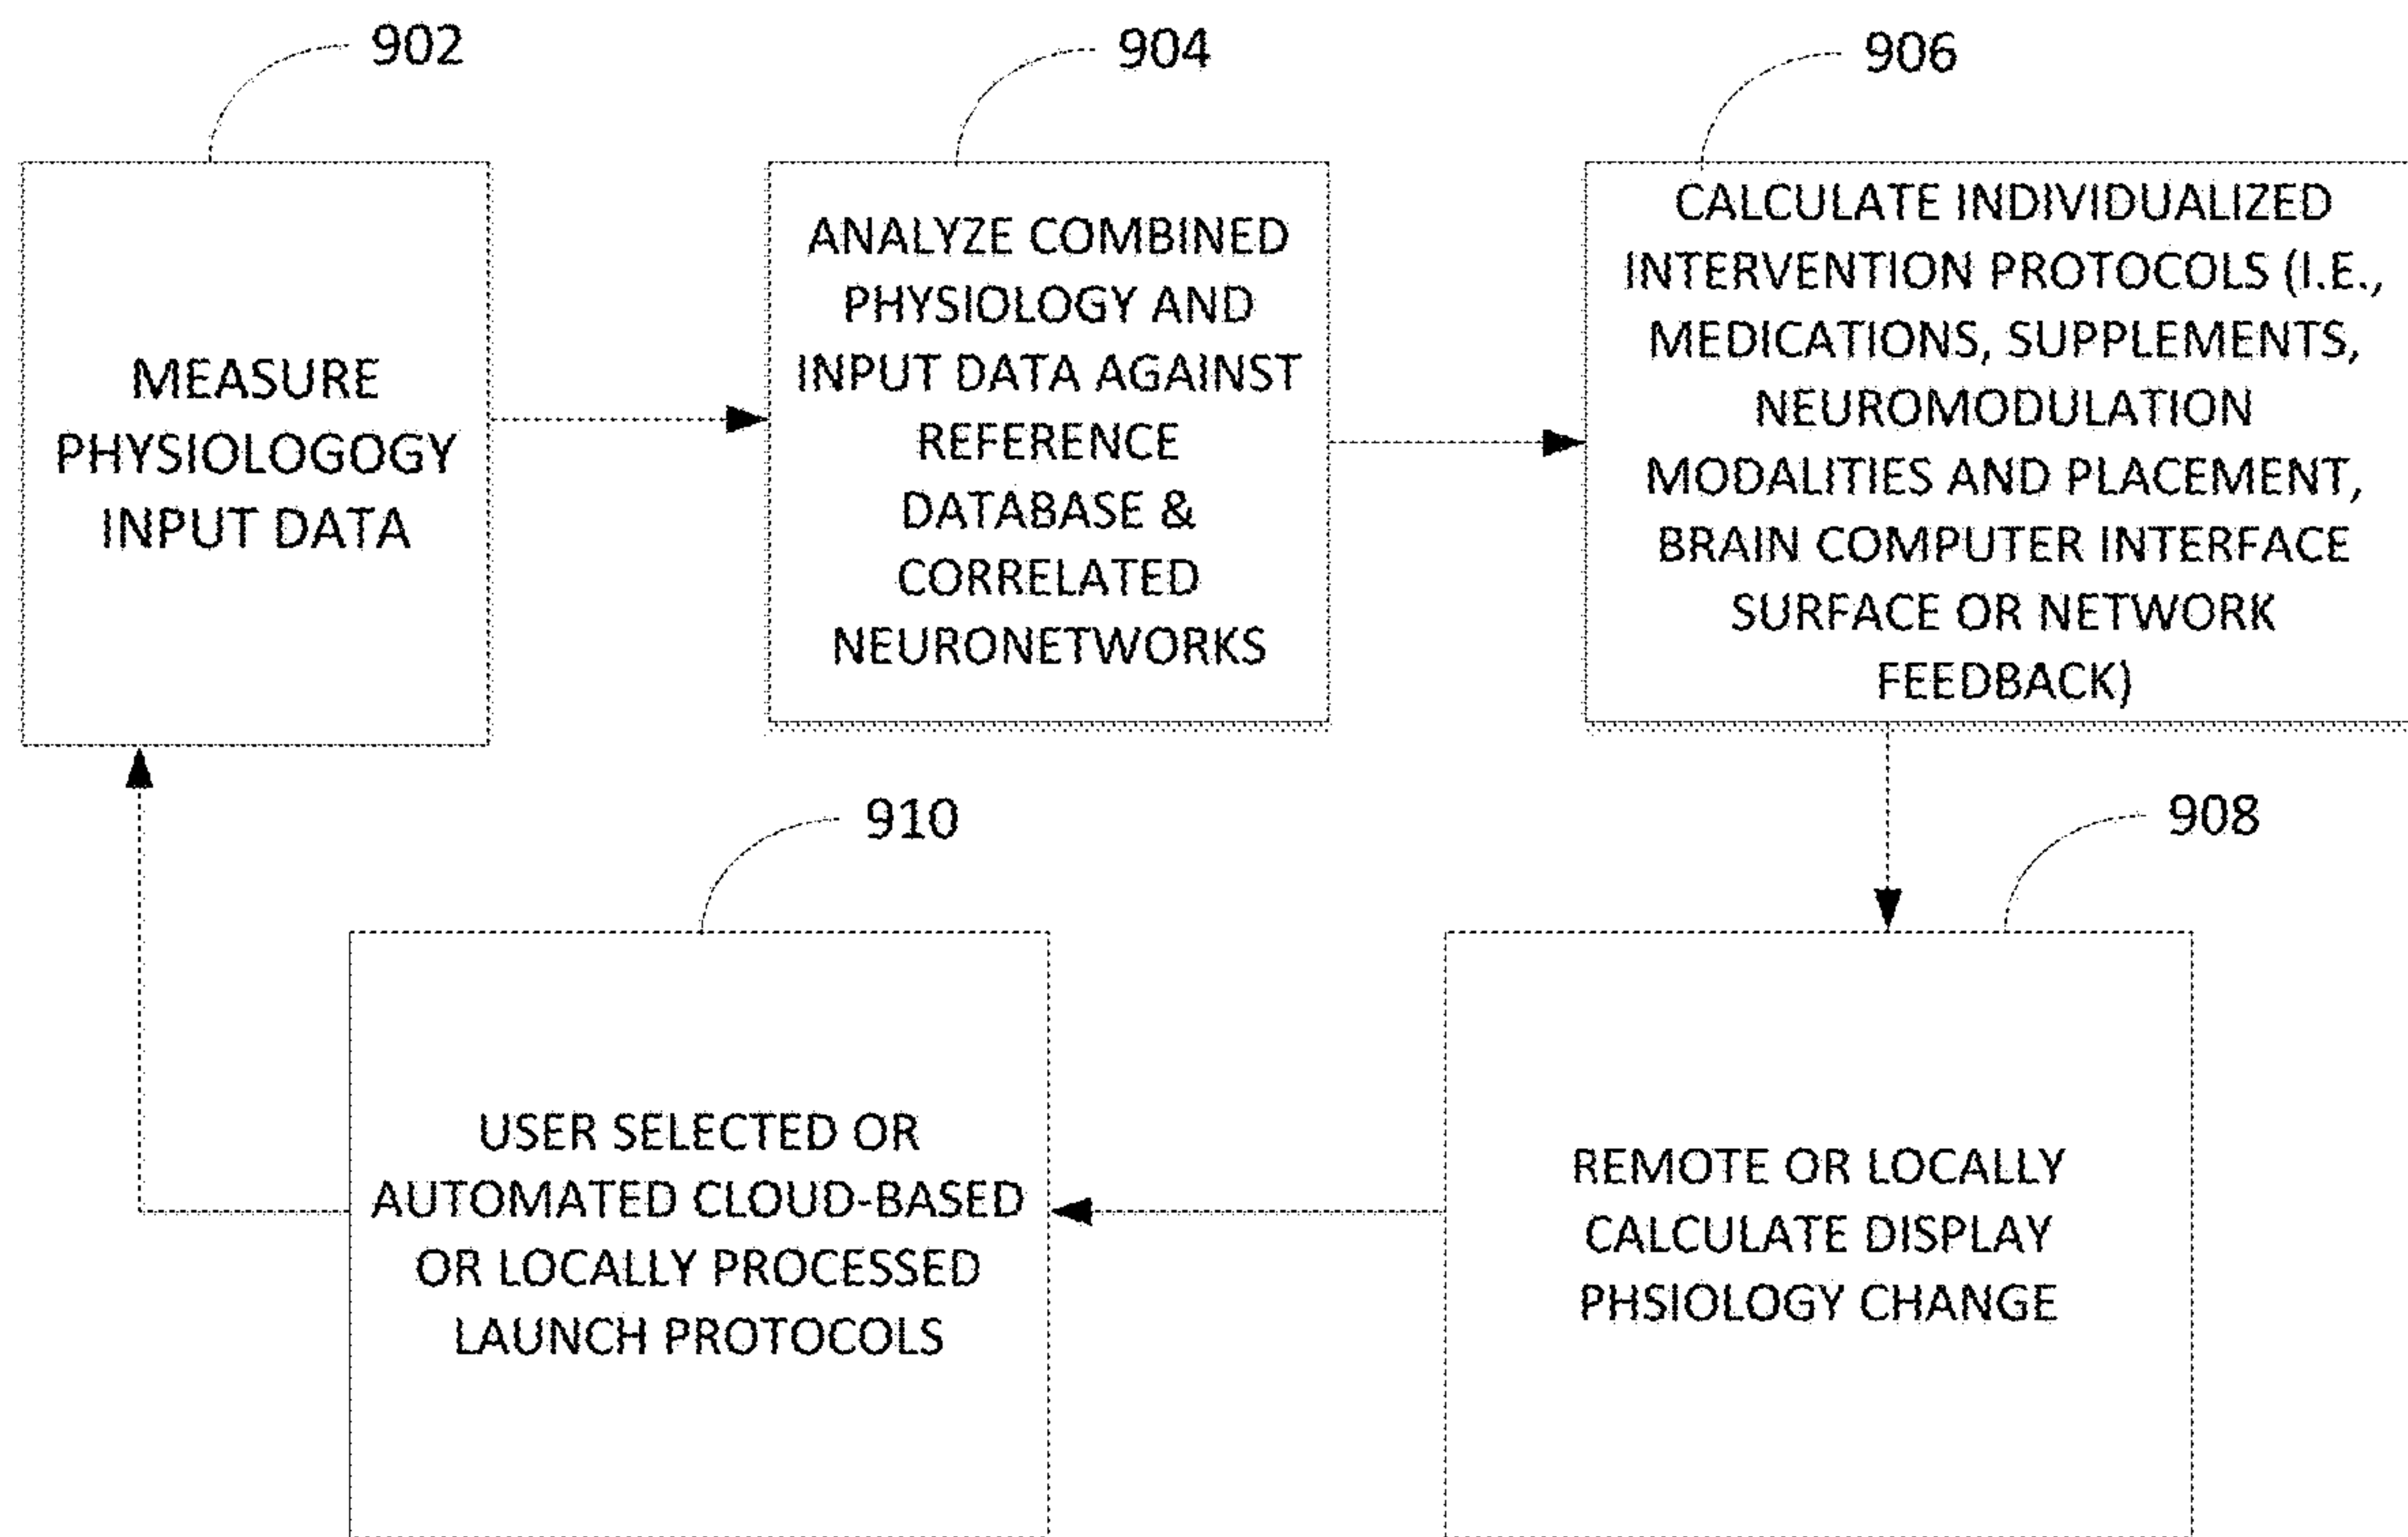 902
904
906
MEASURE
PHYSIOLOGOGY
INPUT DATA
ANALYZE COMBINED
PHYSIOLOGY AND
INPUT DATA AGAINST
REFERENCE
DATABASE &
CORRELATED
NEURONETWORKS
CALCULATE INDIVIDUALIZED
INTERVENTION PROTOCOLS (I.E.,
MEDICATIONS, SUPPLEMENTS,
NEUROMODULATION
MODALITIES AND PLACEMENT,
BRAIN COMPUTER INTERFACE
SURFACE OR NETWORK
FEEDBACK)
910
908
USER SELECTED OR
AUTOMATED CLOUD-BASED
OR LOCALLY PROCESSED
LAUNCH PROTOCOLS
REMOTE OR LOCALLY
CALCULATE DISPLAY
PHSIOLOGY CHANGE